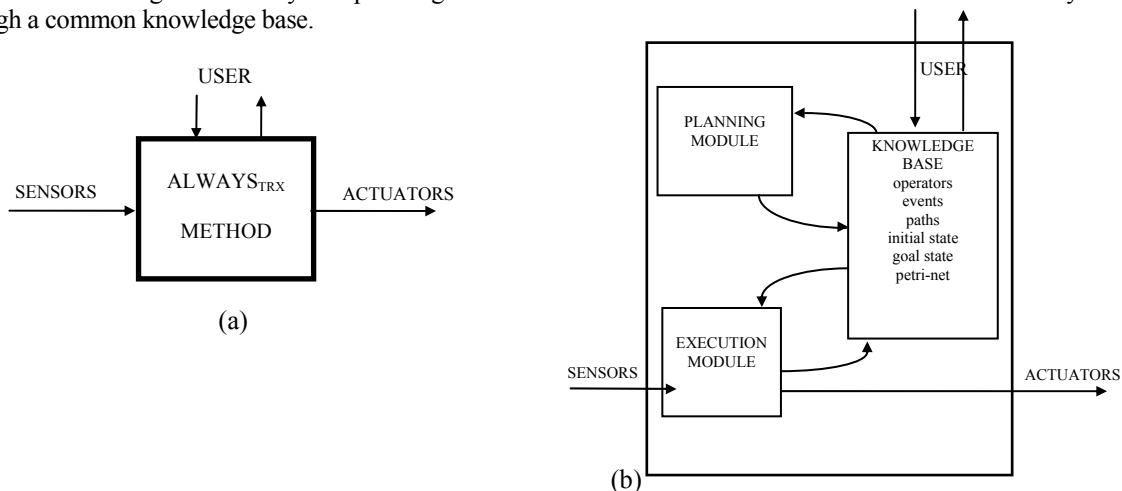 gh a common knowledge base.
USER
SENSORS
ALWAYSTRX
METHOD
ACTUATORS
(a)
USER
PLANNING
MODULE
KNOWLEDGE
BASE
operators
events
paths
initial state
goal state
petri-net
EXECUTION
MODULE
SENSORS
ACTUATORS
(b)